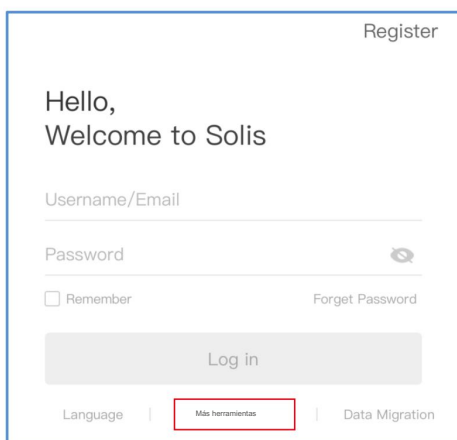 Register
Hello,
Welcome to Solis
Username/Email
Password
Remember Forget Password
Log in
Language Más herramientas Data Migration